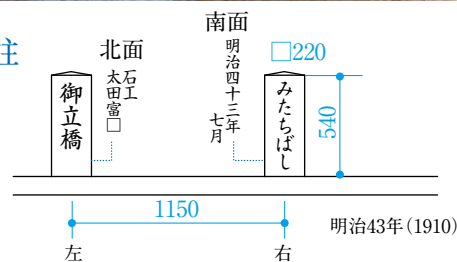 柱
北面
石工
太田富□
御立橋
南面
明治四十三年
七月
□220
みたちばし
540
1150
明治43年(1910)
左
右